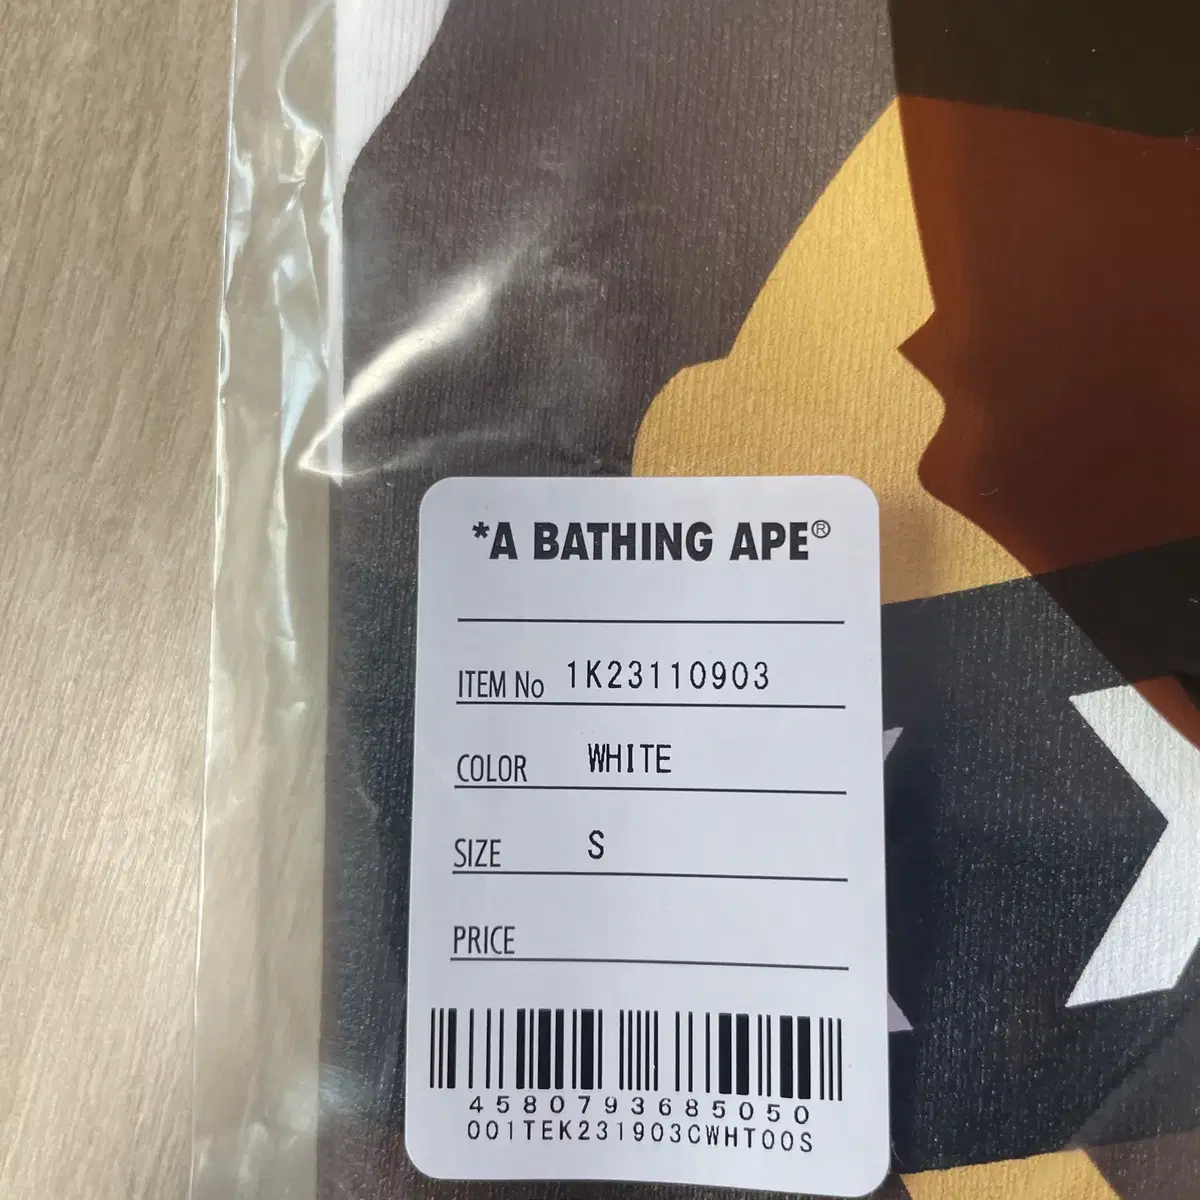 *A BATHING APE®
ITEM No 1K23110903
COLOR WHITE
SIZE S
PRICE
4580793685050
001TEK231903CWHT00S